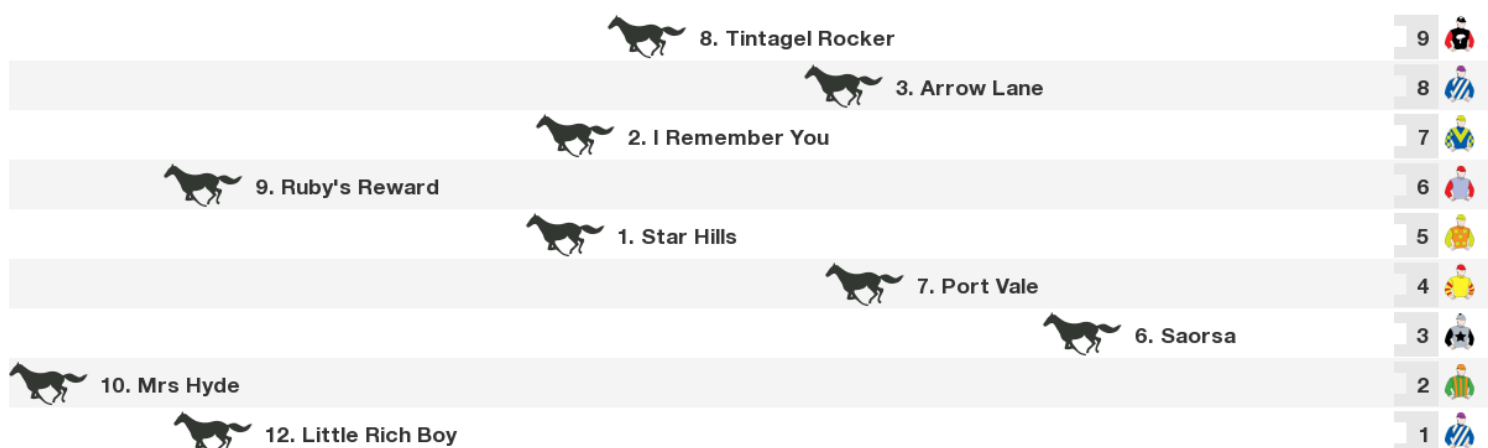 8. Tintagel Rocker 9
3. Arrow Lane 8
2. I Remember You 7
9. Ruby's Reward 6
1. Star Hills 5
7. Port Vale 4
6. Saorsa 3
10. Mrs Hyde 2
12. Little Rich Boy 1